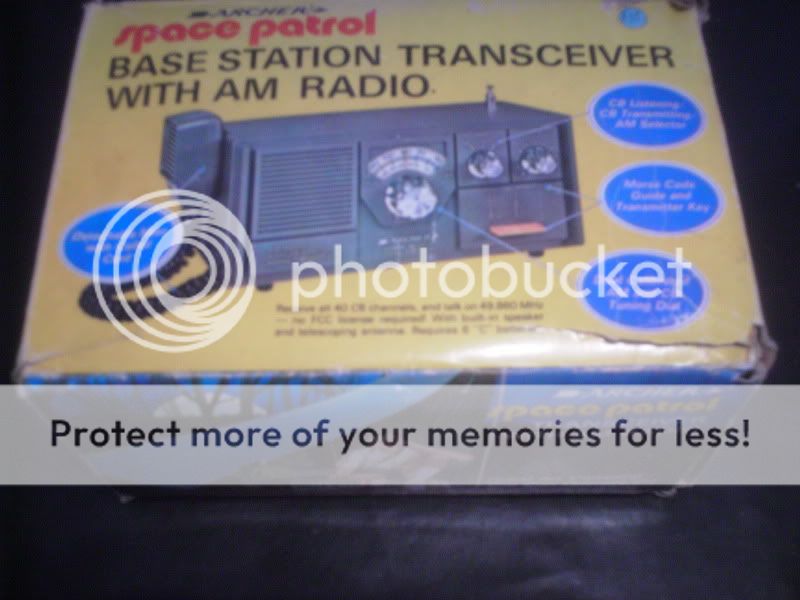 ARCHER
space patrol
BASE STATION TRANSCEIVER
WITH AM RADIO.
CB Listening/
CB Transmitting/
AM Selector
Morse Code
Guide and
Transmitter Key
Tuning Dial
photobucket
Receive all 40 CB channels, and talk on 49.860 MHz
— no FCC license required! With built-in speaker
and telescoping antenna. Requires 6 "C"
ARCHER
space patrol
Protect more of your memories for less!